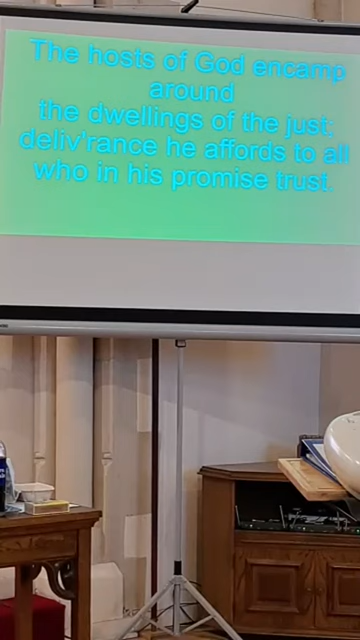 The hosts of God encamp
around
the dwellings of the just;
deliv'rance he affords to all
who in his promise trust.